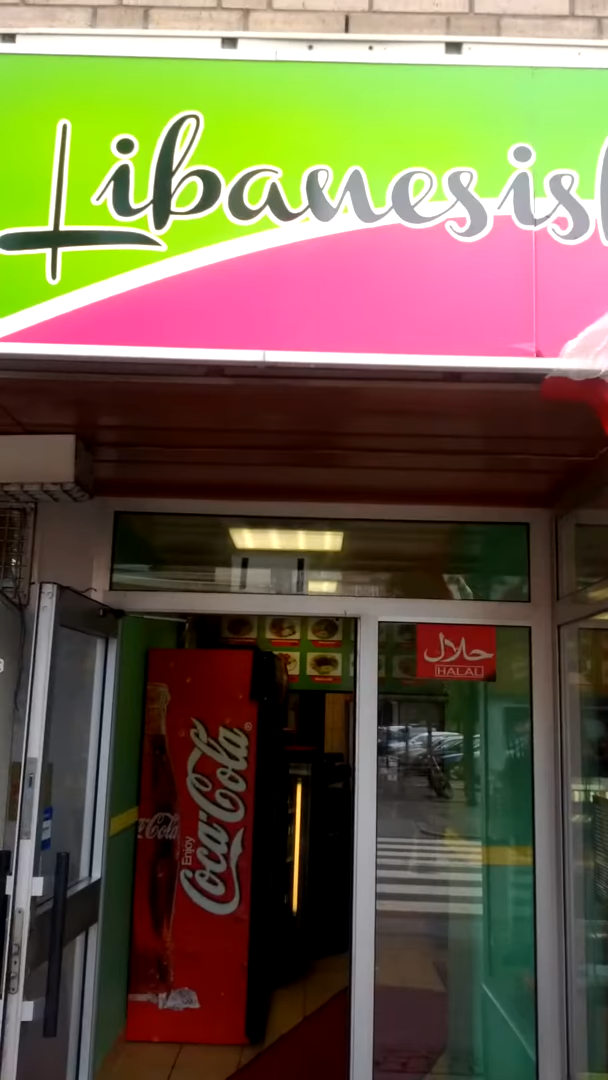 Libanesis
حلال
HALAL
Enjoy
Coca-Cola
Coca-Cola